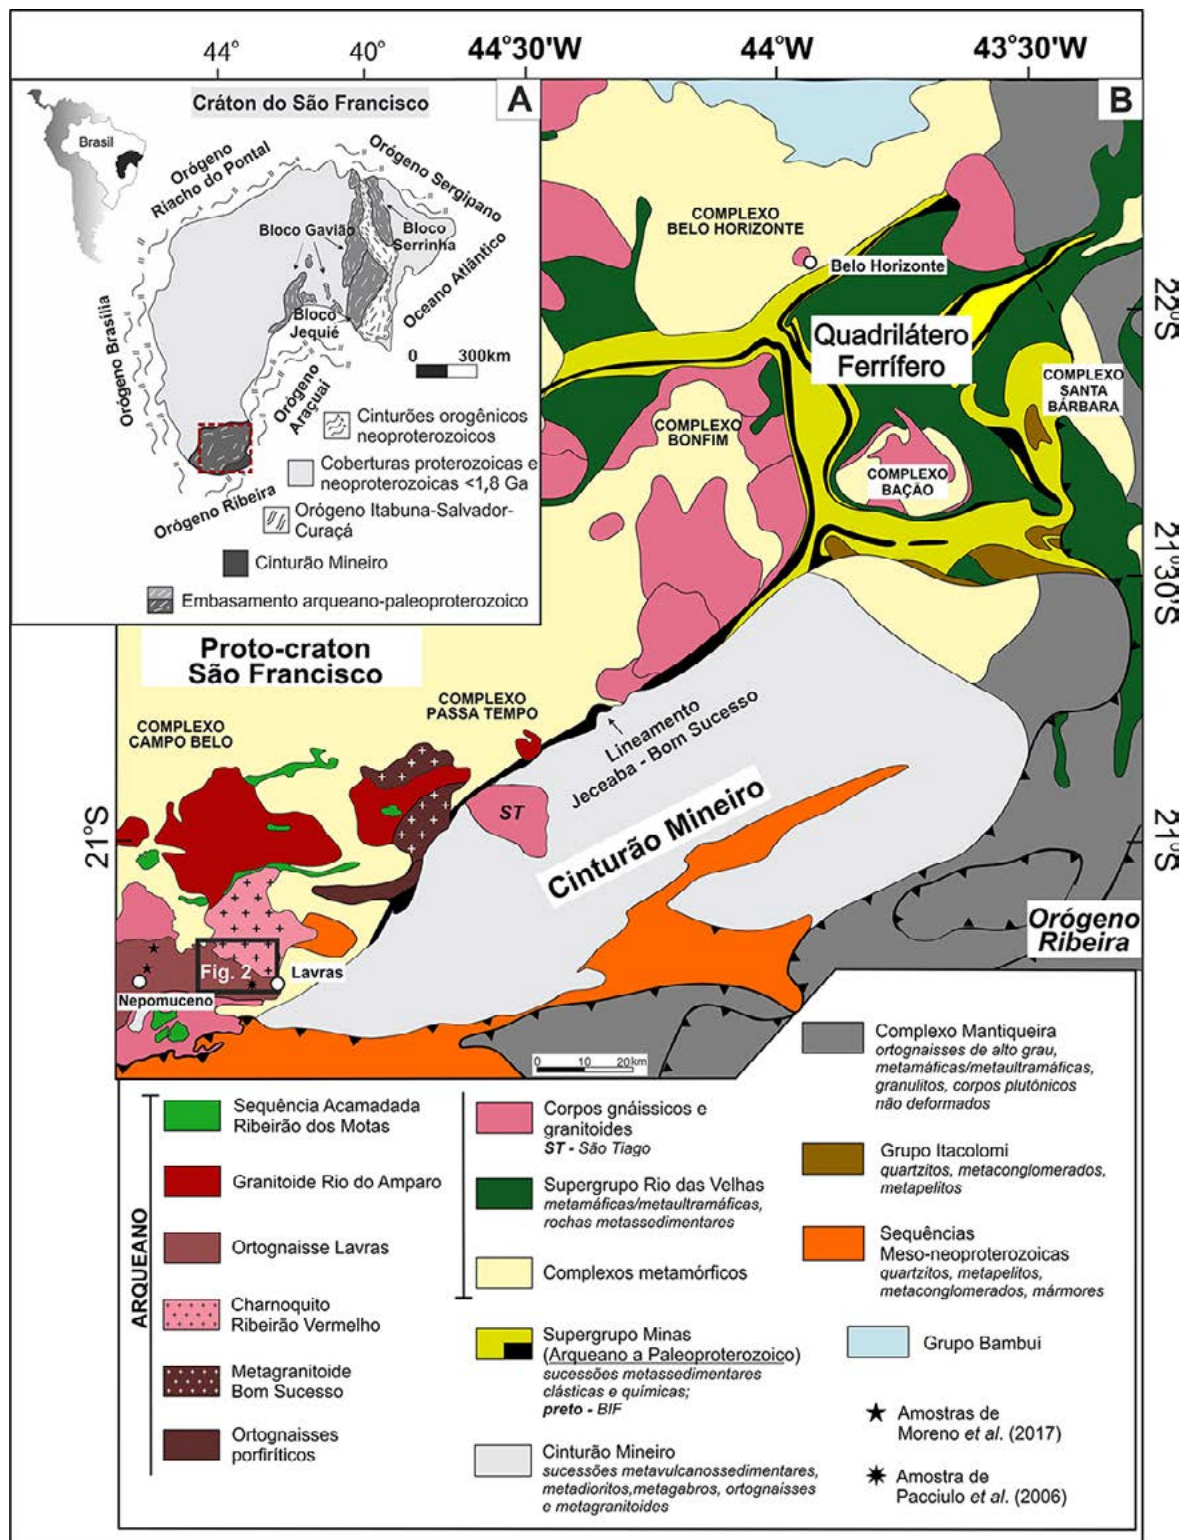 44°
40°
44°30'W
44°W
43°30'W
Cráton do São Francisco
A
B
Brasil
Orógeno
Riacho do Pontal
Orógeno Sergipano
Bloco Gavião
Bloco
Serrinha
Oceano Atlântico
Bloco
Jequié
0 300km
Orógeno Brasília
Orógeno
Araçuaí
Orógeno Ribeira
Cinturões orogênicos
neoproterozoicos
Coberturas proterozoicas e
neoproterozoicas <1,8 Ga
Orógeno Itabuna-Salvador-
Curaçá
Cinturão Mineiro
Embasamento arqueano-paleoproterozoico
COMPLEXO
BELO HORIZONTE
Belo Horizonte
22°S
Quadrilátero
Ferrífero
COMPLEXO
SANTA
BÁRBARA
COMPLEXO
BONFIM
COMPLEXO
BAÇÃO
21°30'S
Proto-craton
São Francisco
COMPLEXO
PASSA TEMPO
COMPLEXO
CAMPO BELO
Lineamento
Jeceaba - Bom Sucesso
ST
Cinturão Mineiro
21°S
21°S
Orógeno
Ribeira
Fig. 2
Lavras
Nepomuceno
0 10 20km
ARQUEANO
Sequência Acamadada
Ribeirão dos Motas
Granitoide Rio do Amparo
Ortognaisse Lavras
Charnoquito
Ribeirão Vermelho
Metagranitoide
Bom Sucesso
Ortognaisses
porfiríticos
Corpos gnáissicos e
granitoides
ST - São Tiago
Supergrupo Rio das Velhas
metamáficas/metaultramáficas,
rochas metassedimentares
Complexos metamórficos
Supergrupo Minas
(Arqueano a Paleoproterozoico)
sucessões metassedimentares
clásticas e químicas;
preto - BIF
Cinturão Mineiro
sucessões metavulcanossedimentares,
metadioritos,metagabros, ortognaisses
e metagranitoides
Complexo Mantiqueira
ortognaisses de alto grau,
metamáficas/metaultramáficas,
granulitos, corpos plutônicos
não deformados
Grupo Itacolomi
quartzitos, metaconglomerados,
metapelitos
Sequências
Meso-neoproterozoicas
quartzitos, metapelitos,
metaconglomerados, mármores
Grupo Bambui
Amostras de
Moreno et al. (2017)
Amostra de
Pacciulo et al. (2006)